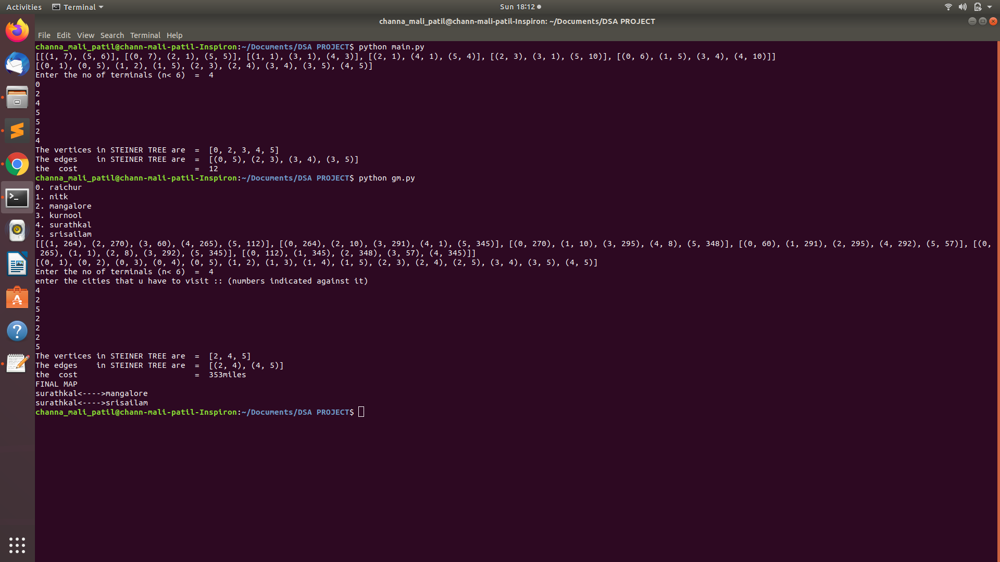 Activities Terminal Sun 18:12
channa_mali_patil@chann-mali-patil-Inspiron: ~/Documents/DSA PROJECT
File Edit View Search Terminal Help
channa_mali_patil@chann-mali-patil-Inspiron:~/Documents/DSA PROJECT$ python main.py
[[(1, 7), (5, 6)], [(0, 7), (2, 1), (5, 5)], [(1, 1), (3, 1), (4, 3)], [(2, 1), (4, 1), (5, 4)], [(2, 3), (3, 1), (5, 10)], [(0, 6), (1, 5), (3, 4), (4, 10)]]
[(0, 1), (0, 5), (1, 2), (1, 5), (2, 3), (2, 4), (3, 4), (3, 5), (4, 5)]
Enter the no of terminals (n< 6)  =  4
0
2
4
5
5
2
4
The vertices in STEINER TREE are  =  [0, 2, 3, 4, 5]
The edges    in STEINER TREE are  =  [(0, 5), (2, 3), (3, 4), (3, 5)]
the  cost                         =  12
channa_mali_patil@chann-mali-patil-Inspiron:~/Documents/DSA PROJECT$ python gm.py
0. raichur
1. nitk
2. mangalore
3. kurnool
4. surathkal
5. srisailam
[[(1, 264), (2, 270), (3, 60), (4, 265), (5, 112)], [(0, 264), (2, 10), (3, 291), (4, 1), (5, 345)], [(0, 270), (1, 10), (3, 295), (4, 8), (5, 348)], [(0, 60), (1, 291), (2, 295), (4, 292), (5, 57)], [(0,
 265), (1, 1), (2, 8), (3, 292), (5, 345)], [(0, 112), (1, 345), (2, 348), (3, 57), (4, 345)]]
[(0, 1), (0, 2), (0, 3), (0, 4), (0, 5), (1, 2), (1, 3), (1, 4), (1, 5), (2, 3), (2, 4), (2, 5), (3, 4), (3, 5), (4, 5)]
Enter the no of terminals (n< 6)  =  4
enter the cities that u have to visit :: (numbers indicated against it)
4
2
5
2
2
2
5
The vertices in STEINER TREE are  =  [2, 4, 5]
The edges    in STEINER TREE are  =  [(2, 4), (4, 5)]
the  cost                         =  353miles
FINAL MAP
surathkal<---->mangalore
surathkal<---->srisailam
channa_mali_patil@chann-mali-patil-Inspiron:~/Documents/DSA PROJECT$